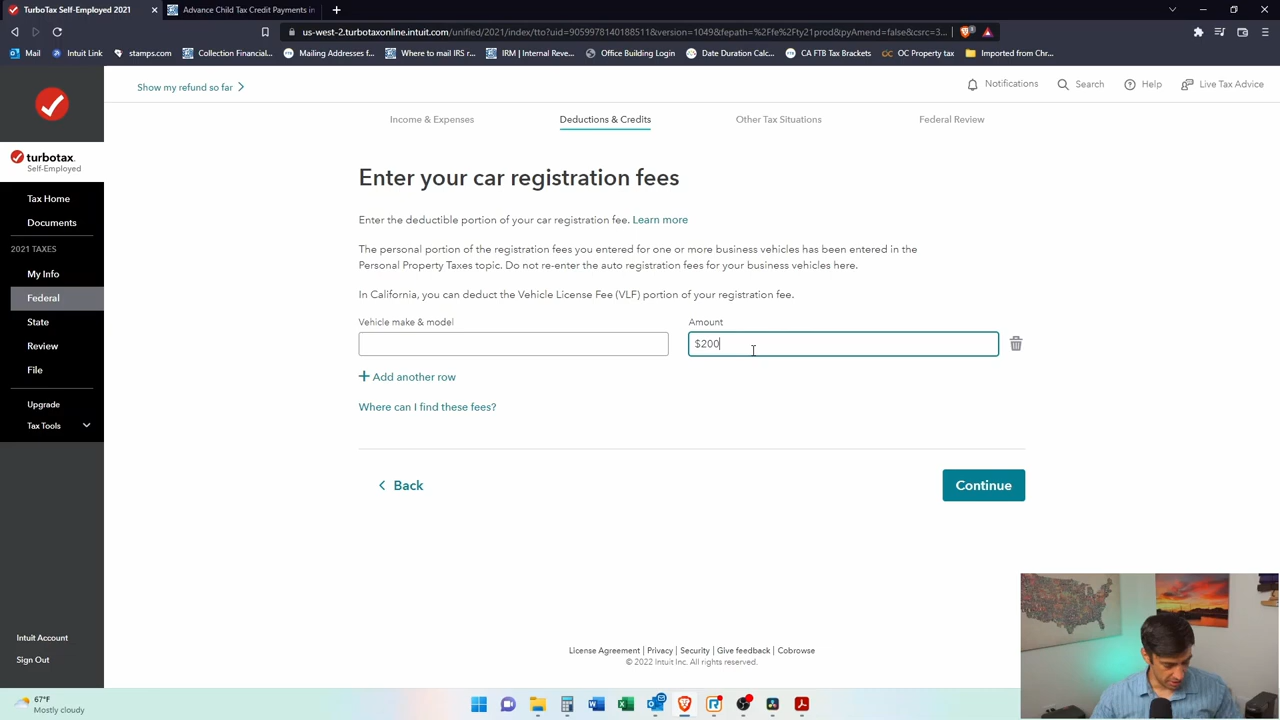 TurboTax Self-Employed 2021
Advance Child Tax Credit Payments in
us-west-2.turbotaxonline.intuit.com/unified/2021/index/tto?uid=9059978140185511&version=1049&fepath=%2Ffe%2Fty21prod&pyAmend=false&csrc=3...
Mail
Intuit Link
stamps.com
Collection Financial...
Mailing Addresses f...
Where to mail IRS r...
IRM | Internal Reve...
Office Building Login
Date Duration Calc...
CA FTB Tax Brackets
OC Property tax
Imported from Chr...
Show my refund so far
Notifications
Search
Help
Live Tax Advice
Income & Expenses
Deductions & Credits
Other Tax Situations
Federal Review
turbotax
Self-Employed
Tax Home
Documents
2021 TAXES
My Info
Federal
State
Review
File
Upgrade
Tax Tools
Intuit Account
Sign Out
Enter your car registration fees
Enter the deductible portion of your car registration fee. Learn more
The personal portion of the registration fees you entered for one or more business vehicles has been entered in the
Personal Property Taxes topic. Do not re-enter the auto registration fees for your business vehicles here.
In California, you can deduct the Vehicle License Fee (VLF) portion of your registration fee.
Vehicle make & model
Amount
$200
Add another row
Where can I find these fees?
Back
Continue
License Agreement | Privacy | Security | Give feedback | Cobrowse
© 2022 Intuit Inc. All rights reserved.
67°F
Mostly cloudy